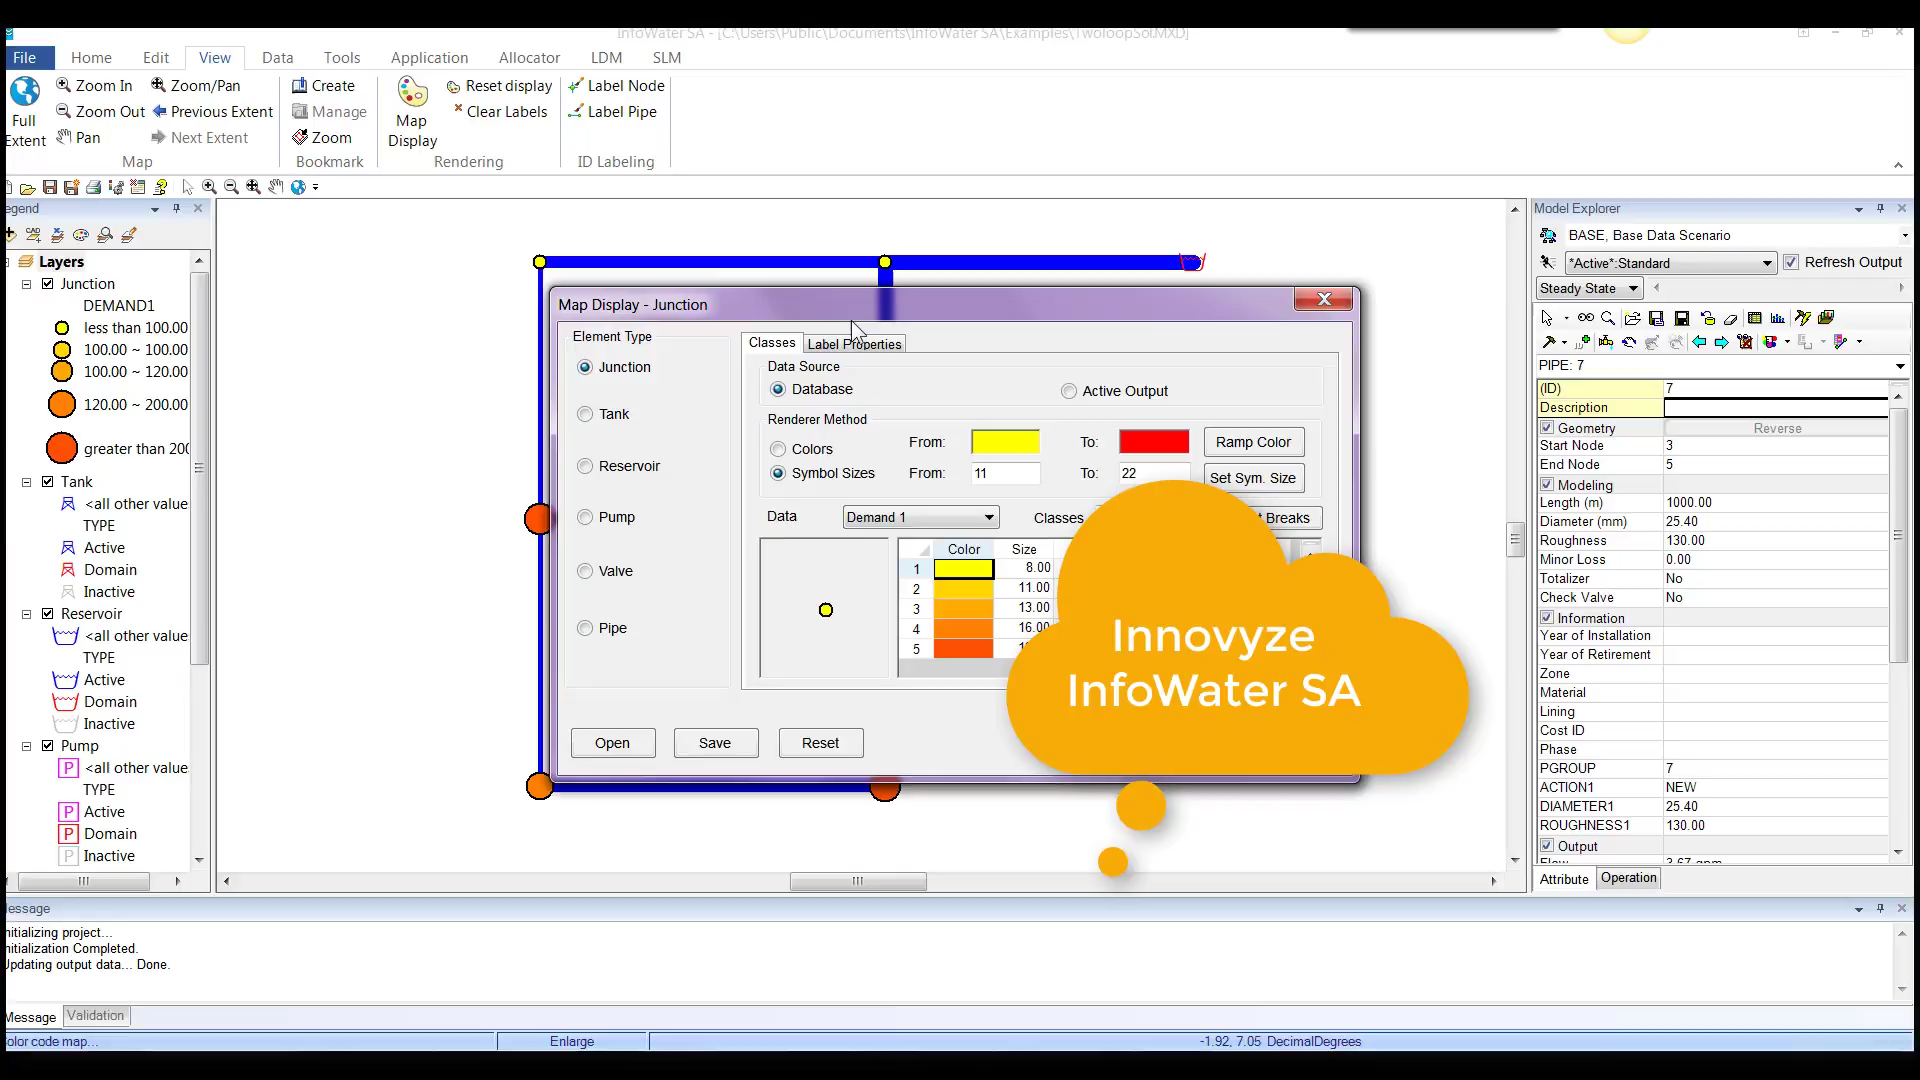 InfoWater SA - [C:\Users\Public\Documents\InfoWater SA\Examples\TwoloopSol.MXD]
File Home Edit View Data Tools Application Allocator LDM SLM
Full Extent
Zoom In Zoom/Pan
Zoom Out Previous Extent
Pan Next Extent
Map
Create
Manage
Zoom
Bookmark
Map Display
Reset display
Clear Labels
Rendering
Label Node
Label Pipe
ID Labeling
egend
Layers
Junction
DEMAND1
less than 100.00
100.00 ~ 100.00
100.00 ~ 120.00
120.00 ~ 200.00
greater than 200
Tank
<all other value
TYPE
Active
Domain
Inactive
Reservoir
<all other value
TYPE
Active
Domain
Inactive
Pump
P <all other value
TYPE
P Active
P Domain
P Inactive
Map Display - Junction
Element Type
Junction
Tank
Reservoir
Pump
Valve
Pipe
Classes Label Properties
Data Source
Database Active Output
Renderer Method
Colors From: To: Ramp Color
Symbol Sizes From: 11 To: 22 Set Sym. Size
Data Demand 1 Classes Breaks
Color Size
1 8.00
2 11.00
3 13.00
4 16.00
5
Open Save Reset
Innovyze
InfoWater SA
Model Explorer
BASE, Base Data Scenario
*Active*:Standard Refresh Output
Steady State
PIPE: 7
(ID) 7
Description
Geometry Reverse
Start Node 3
End Node 5
Modeling
Length (m) 1000.00
Diameter (mm) 25.40
Roughness 130.00
Minor Loss 0.00
Totalizer No
Check Valve No
Information
Year of Installation
Year of Retirement
Zone
Material
Lining
Cost ID
Phase
PGROUP 7
ACTION1 NEW
DIAMETER1 25.40
ROUGHNESS1 130.00
Output
Attribute Operation
essage
nitializing project...
nitialization Completed.
Updating output data... Done.
Message Validation
olor code map... Enlarge -1.92, 7.05 DecimalDegrees